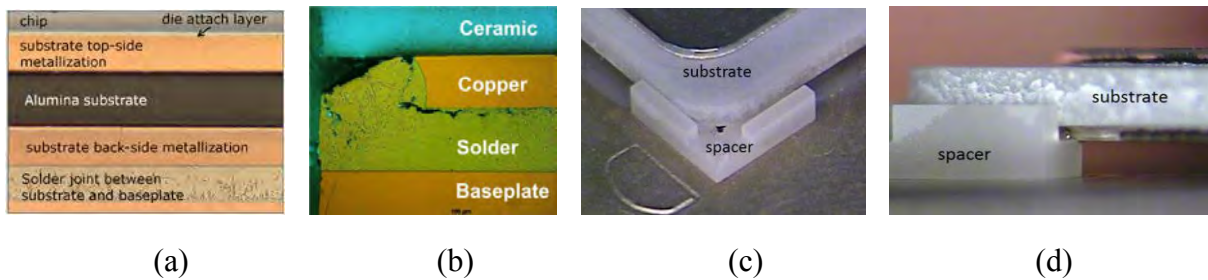 chip
die attach layer
substrate top-side
metallization
Alumina substrate
substrate back-side metallization
Solder joint between
substrate and baseplate
Ceramic
Copper
Solder
Baseplate
substrate
spacer
substrate
spacer
(a)
(b)
(c)
(d)